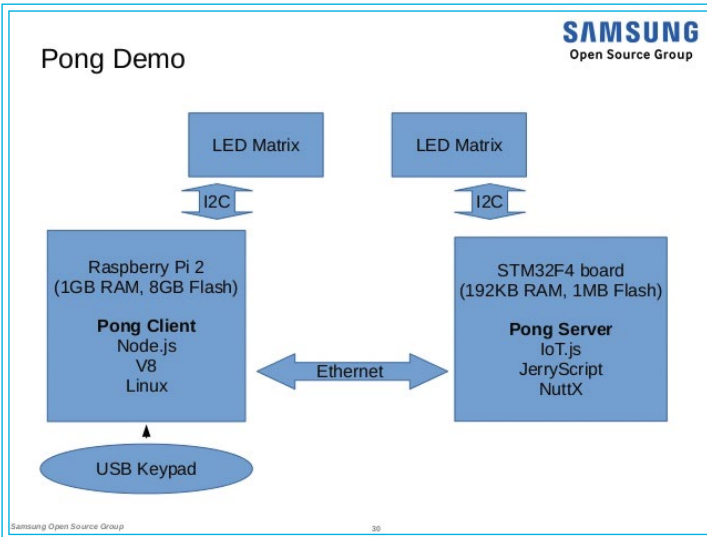 SAMSUNG
Open Source Group
Pong Demo
LED Matrix
LED Matrix
I2C
I2C
Raspberry Pi 2
(1GB RAM, 8GB Flash)
Pong Client
Node.js
V8
Linux
Ethernet
STM32F4 board
(192KB RAM, 1MB Flash)
Pong Server
IoT.js
JerryScript
NuttX
USB Keypad
Samsung Open Source Group
30